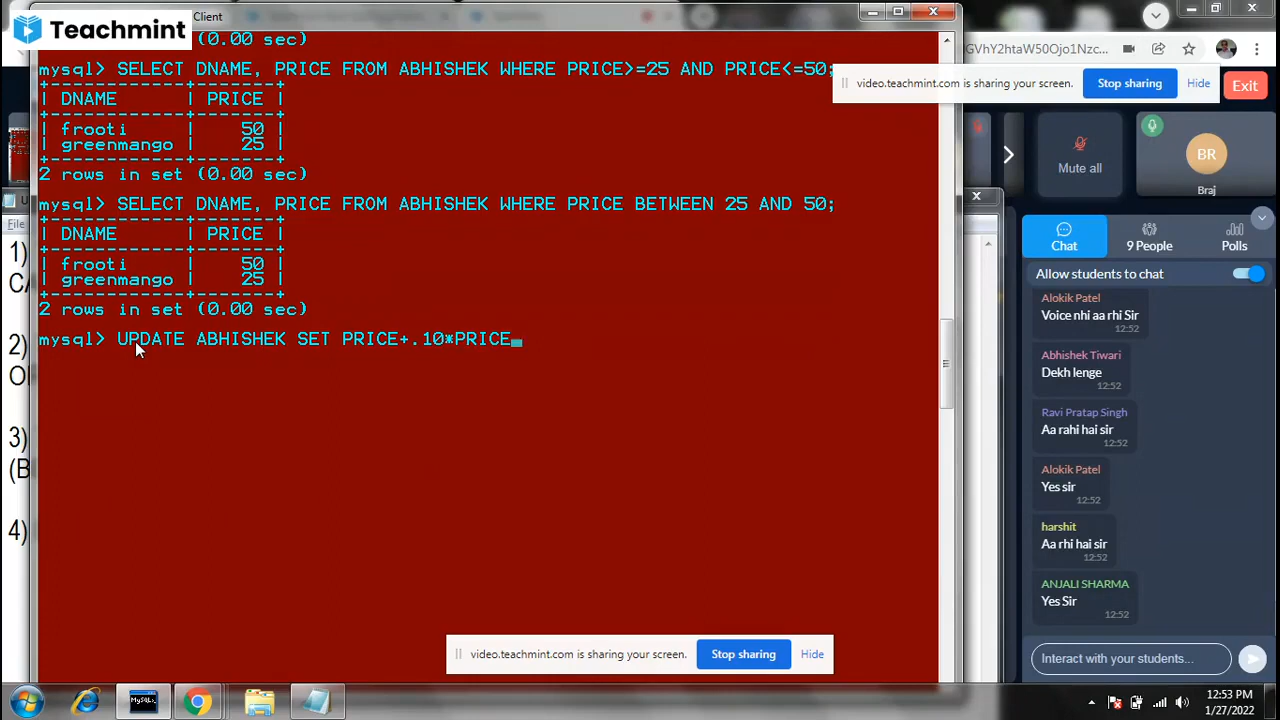 Teachmint
Client
(0.00 sec)
mysql> SELECT DNAME, PRICE FROM ABHISHEK WHERE PRICE>=25 AND PRICE<=50;
| DNAME | PRICE |
| frooti | 50 |
| greenmango | 25 |
2 rows in set (0.00 sec)
mysql> SELECT DNAME, PRICE FROM ABHISHEK WHERE PRICE BETWEEN 25 AND 50;
| DNAME | PRICE |
| frooti | 50 |
| greenmango | 25 |
2 rows in set (0.00 sec)
mysql> UPDATE ABHISHEK SET PRICE+.10*PRICE
File
1)
2)
3)
(B
4)
GVhY2htaW50Ojo1Nzc...
video.teachmint.com is sharing your screen.
Stop sharing
Hide
Exit
Mute all
BR
Braj
Chat
9 People
Polls
Allow students to chat
Alokik Patel
Voice nhi aa rhi Sir
12:52
Abhishek Tiwari
Dekh lenge
12:52
Ravi Pratap Singh
Aa rahi hai sir
12:52
Alokik Patel
Yes sir
12:52
harshit
Aa rhi hai sir
12:52
ANJALI SHARMA
Yes Sir
12:52
Interact with your students...
video.teachmint.com is sharing your screen.
Stop sharing
Hide
MySQL>
12:53 PM
1/27/2022